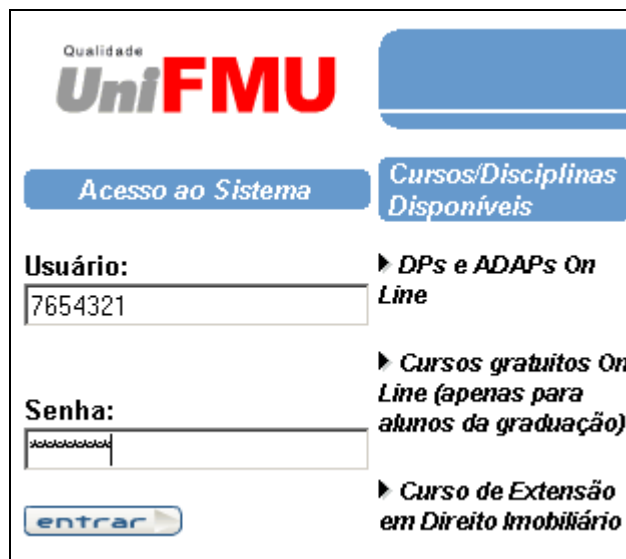 Qualidade
UniFMU
Acesso ao Sistema
Cursos/Disciplinas
Disponíveis
Usuário:
7654321
Senha:
entrar
DPs e ADAPs On
Line
Cursos gratuitos On
Line (apenas para
alunos da graduação)
Curso de Extensão
em Direito Imobiliário